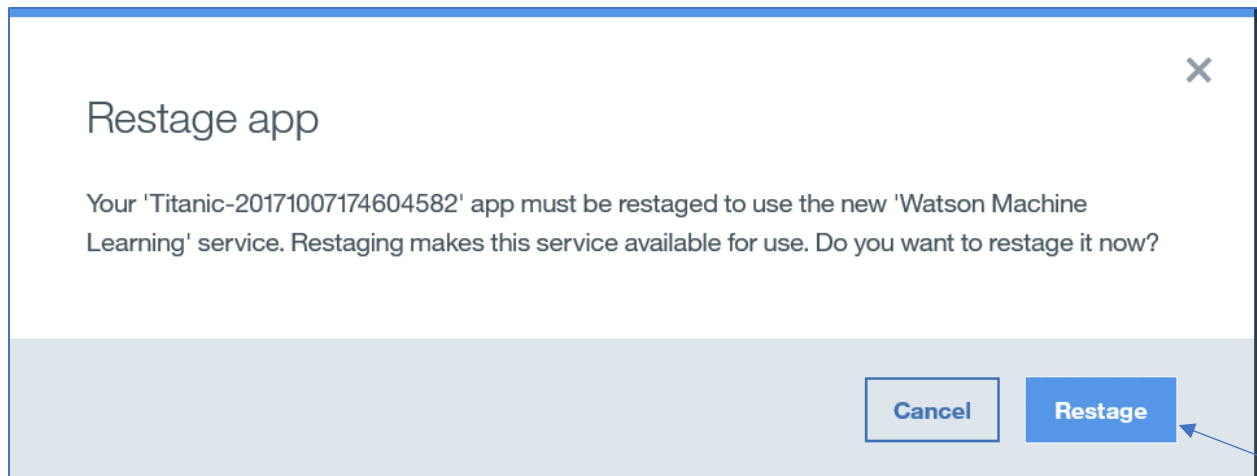 Restage app
Your 'Titanic-20171007174604582' app must be restaged to use the new 'Watson Machine
Learning' service. Restaging makes this service available for use. Do you want to restage it now?
Cancel
Restage